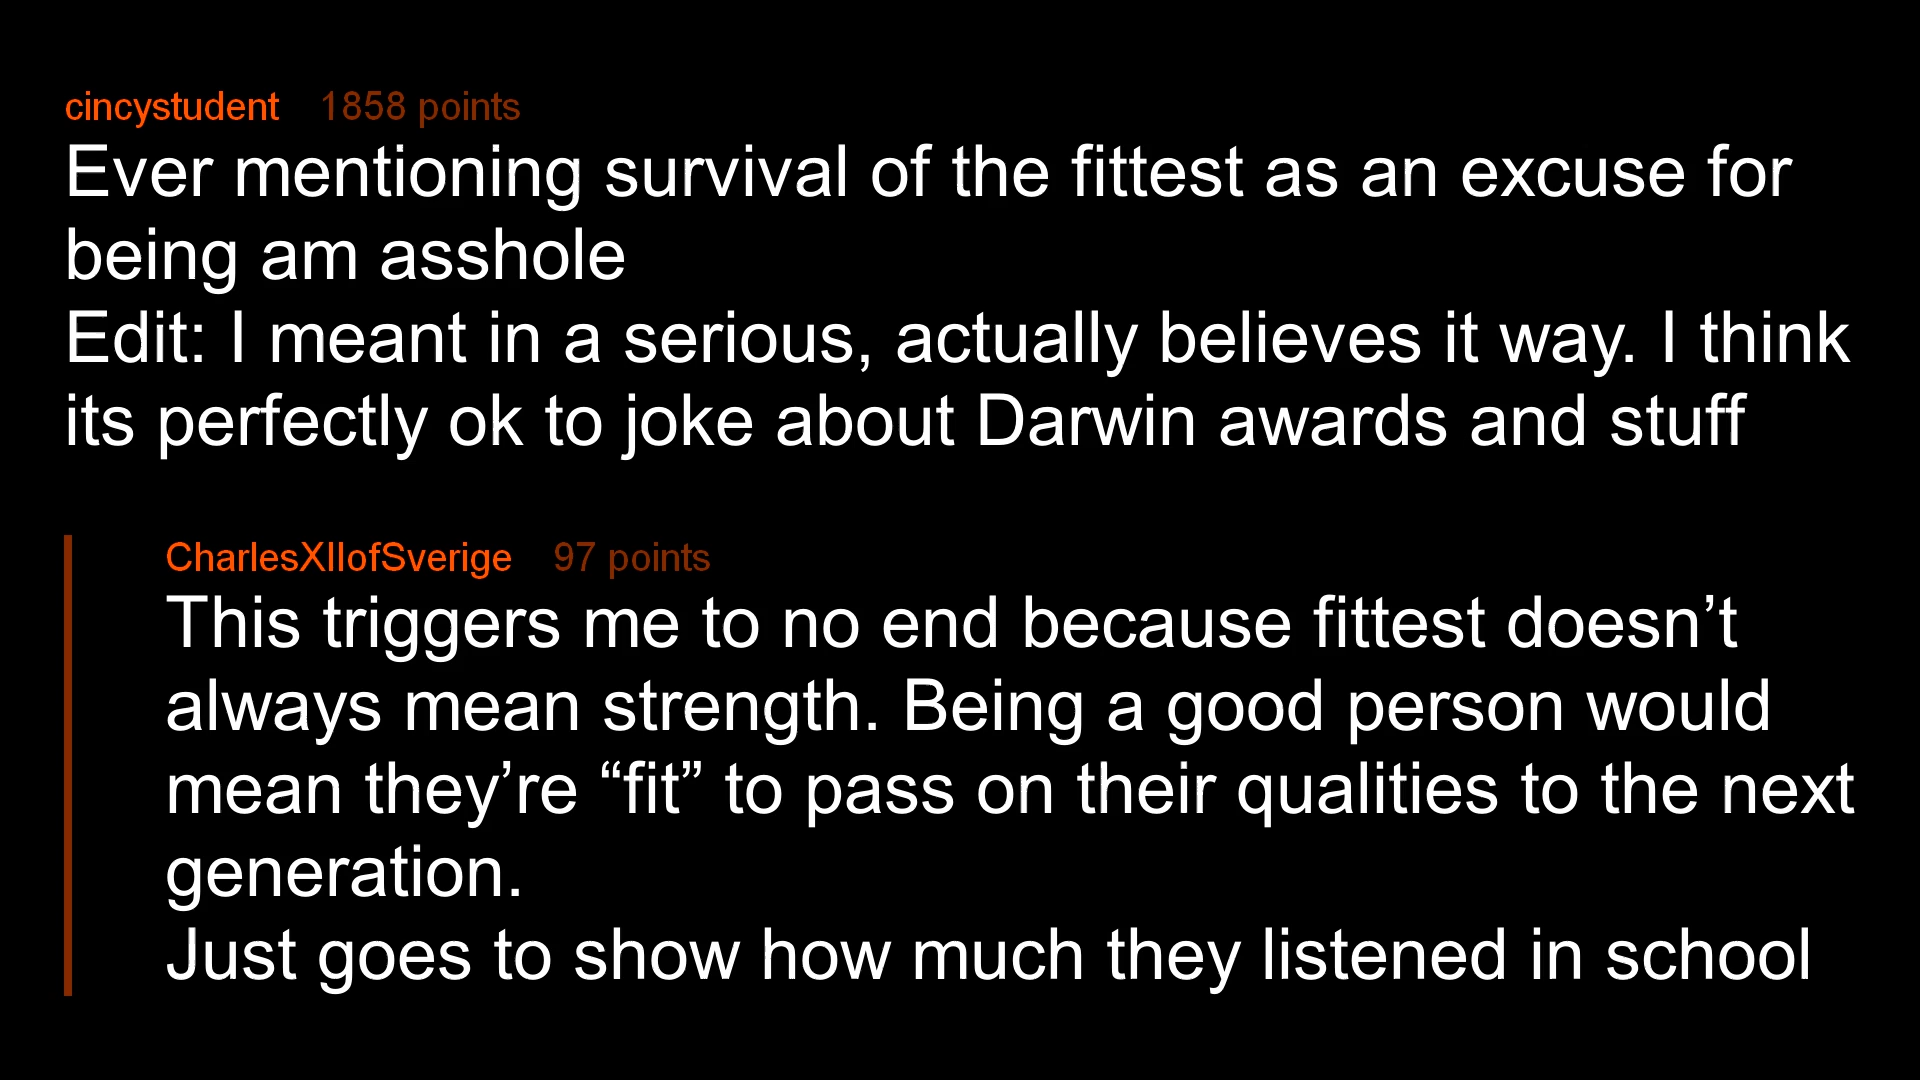 cincystudent 1858 points
Ever mentioning survival of the fittest as an excuse for
being am asshole
Edit: I meant in a serious, actually believes it way. I think
its perfectly ok to joke about Darwin awards and stuff
CharlesXIIofSverige 97 points
This triggers me to no end because fittest doesn’t
always mean strength. Being a good person would
mean they’re “fit” to pass on their qualities to the next
generation.
Just goes to show how much they listened in school